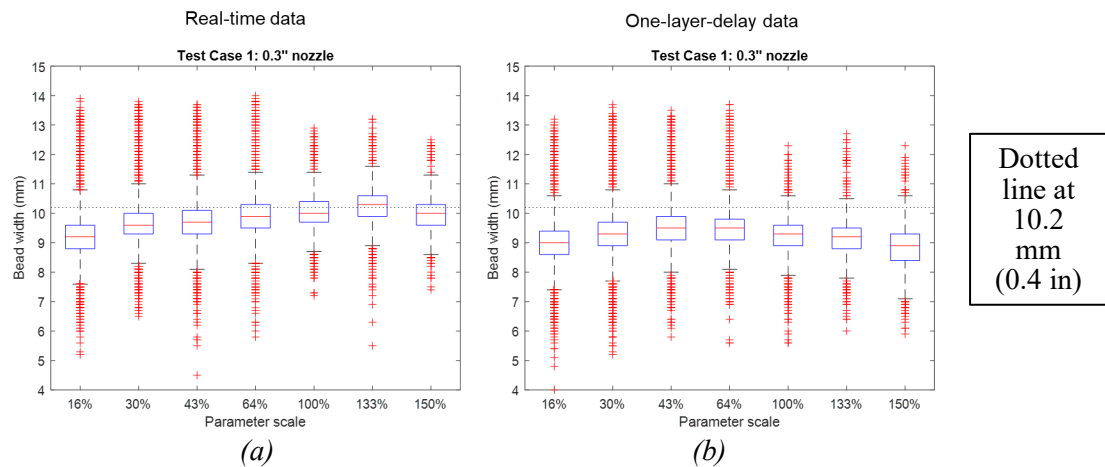 Real-time data
One-layer-delay data
Test Case 1: 0.3" nozzle
15
14
13
12
11
10
9
8
7
6
5
4
Bead width (mm)
16% 30% 43% 64% 100% 133% 150%
Parameter scale
(a)
Test Case 1: 0.3" nozzle
15
14
13
12
11
10
9
8
7
6
5
4
Bead width (mm)
16% 30% 43% 64% 100% 133% 150%
Parameter scale
(b)
Dotted
line at
10.2
mm
(0.4 in)